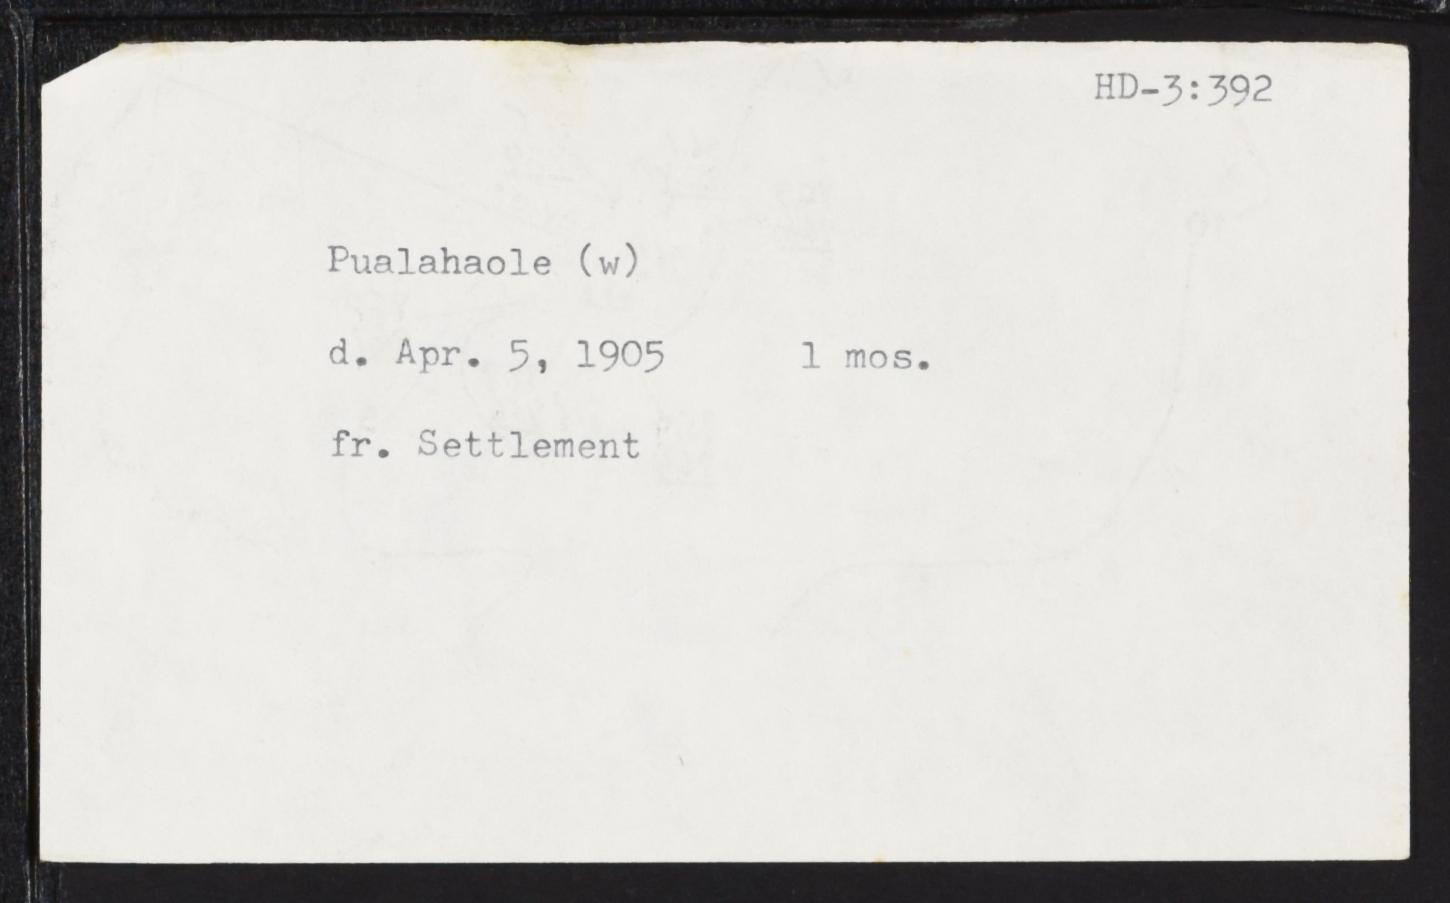 HD-3:392
Pualahaole (w)
d. Apr. 5, 1905 1 mos.
fr. Settlement